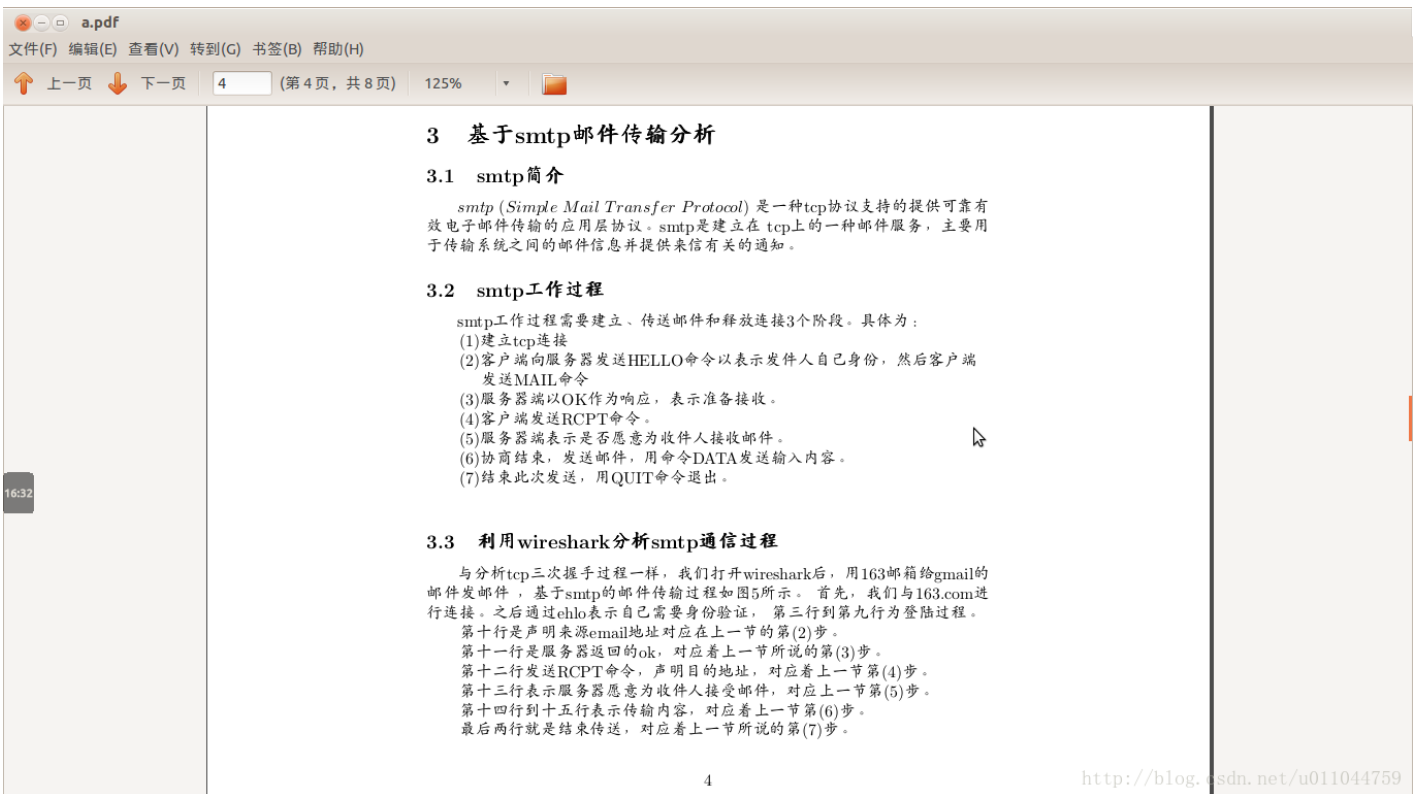 a.pdf
文件(F) 编辑(E) 查看(V) 转到(G) 书签(B) 帮助(H)
上一页 下一页 4 (第 4 页，共 8 页) 125%
3 基于smtp邮件传输分析
3.1 smtp简介
smtp (Simple Mail Transfer Protocol) 是一种tcp协议支持的提供可靠有
效电子邮件传输的应用层协议。smtp是建立在 tcp上的一种邮件服务，主要用
于传输系统之间的邮件信息并提供来信有关的通知。
3.2 smtp工作过程
smtp工作过程需要建立、传送邮件和释放连接3个阶段。具体为：
(1)建立tcp连接
(2)客户端向服务器发送HELLO命令以表示发件人自己身份，然后客户端
发送MAIL命令
(3)服务器端以OK作为响应，表示准备接收。
(4)客户端发送RCPT命令。
(5)服务器端表示是否愿意为收件人接收邮件。
(6)协商结束，发送邮件，用命令DATA发送输入内容。
(7)结束此次发送，用QUIT命令退出。
16:32
3.3 利用wireshark分析smtp通信过程
与分析tcp三次握手过程一样，我们打开wireshark后，用163邮箱给gmail的
邮件发邮件 ，基于smtp的邮件传输过程如图5所示。 首先，我们与163.com进
行连接。之后通过ehlo表示自己需要身份验证， 第三行到第九行为登陆过程。
第十行是声明来源email地址对应在上一节的第(2)步。
第十一行是服务器返回的ok，对应着上一节所说的第(3)步。
第十二行发送RCPT命令，声明目的地址，对应着上一节第(4)步。
第十三行表示服务器愿意为收件人接受邮件，对应上一节第(5)步。
第十四行到十五行表示传输内容，对应着上一节第(6)步。
最后两行就是结束传送，对应着上一节所说的第(7)步。
4
http://blog.csdn.net/u011044759